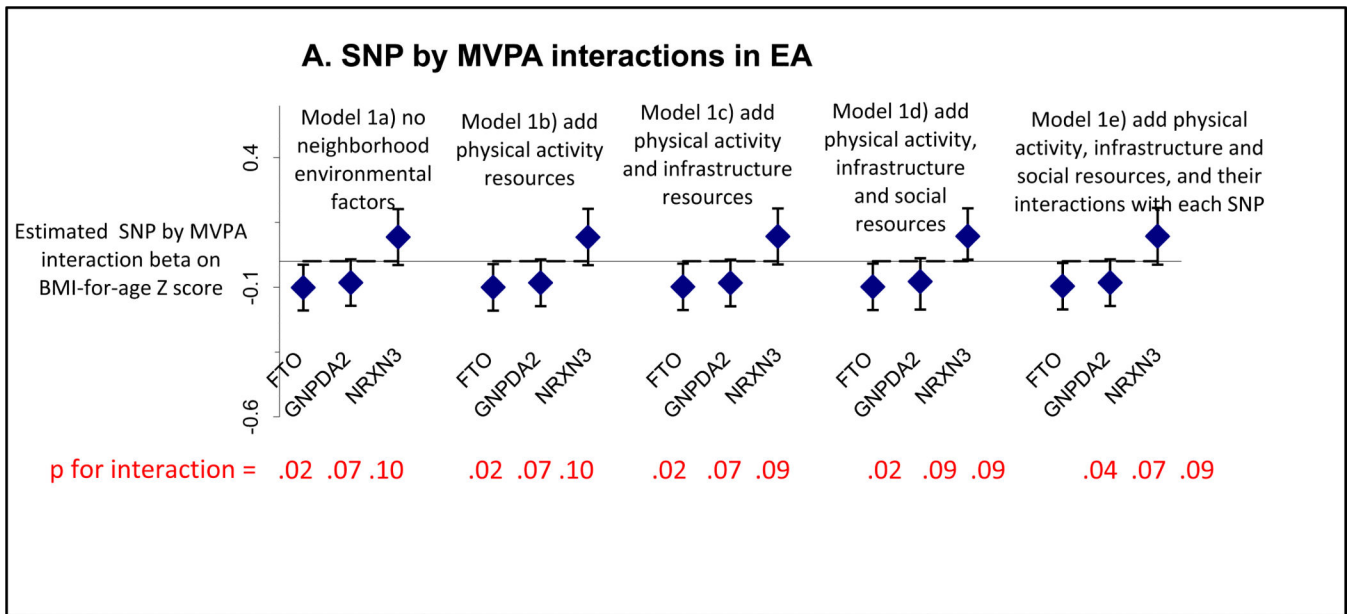 A. SNP by MVPA interactions in EA
Model 1a) no
neighborhood
environmental
factors
Model 1b) add
physical activity
resources
Model 1c) add
physical activity
and infrastructure
resources
Model 1d) add
physical activity,
infrastructure
and social
resources
Model 1e) add physical
activity, infrastructure and
social resources, and their
interactions with each SNP
Estimated SNP by MVPA
interaction beta on
BMI-for-age Z score
0.4
-0.1
-0.6
FTO
GNPDA2
NRXN3
FTO
GNPDA2
NRXN3
FTO
GNPDA2
NRXN3
FTO
GNPDA2
NRXN3
FTO
GNPDA2
NRXN3
p for interaction = .02 .07 .10 .02 .07 .10 .02 .07 .09 .02 .09 .09 .04 .07 .09